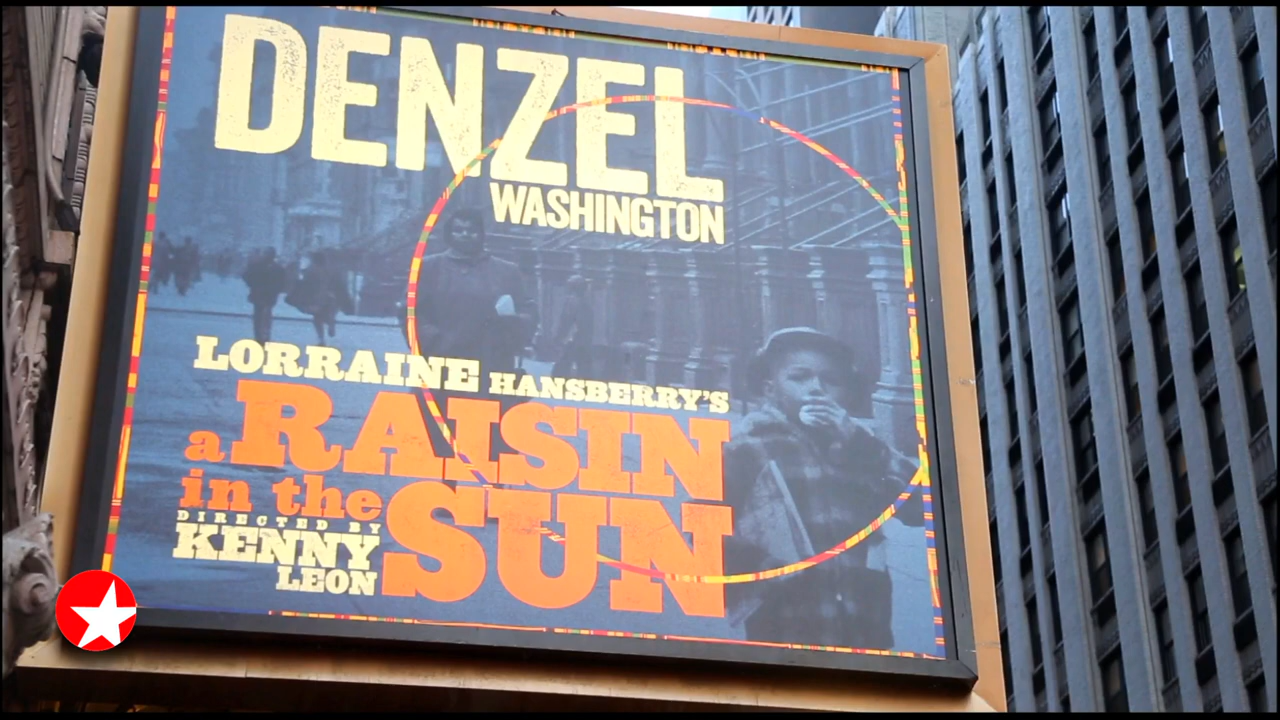 DENZEL
WASHINGTON
LORRAINE HANSBERRY'S
a RAISIN
in the SUN
DIRECTED BY
KENNY
LEON